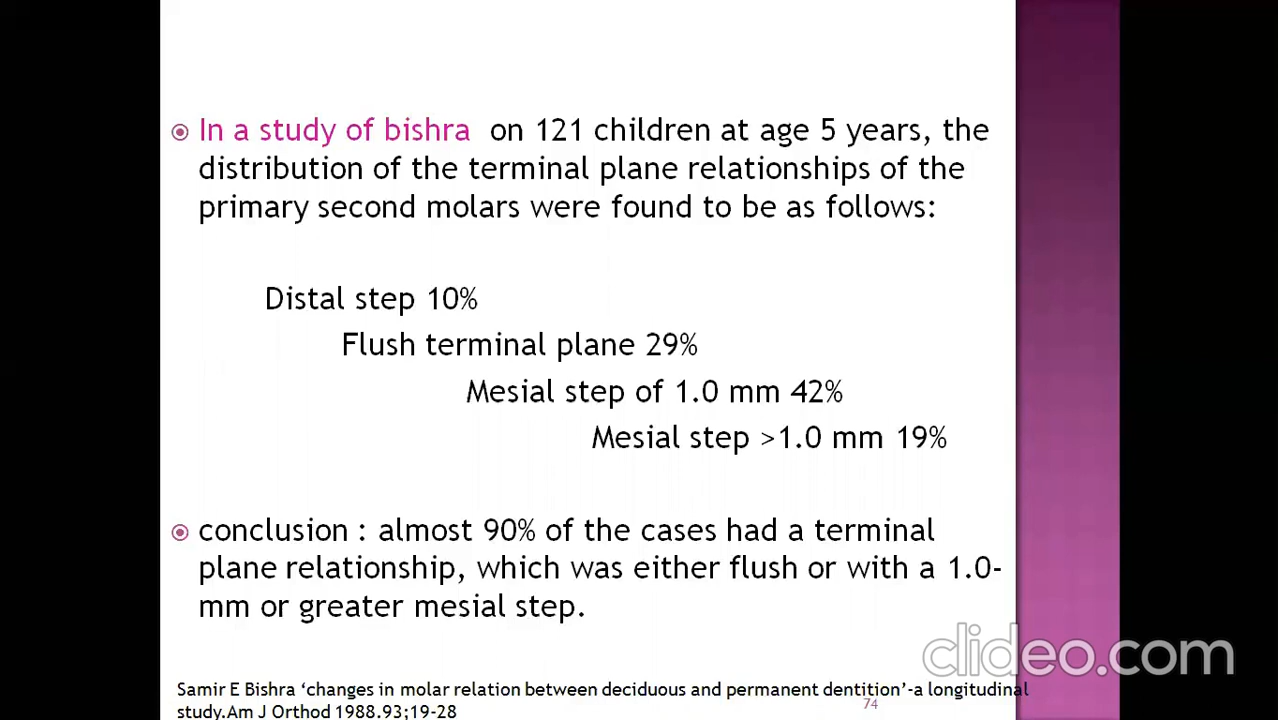 In a study of bishra on 121 children at age 5 years, the
distribution of the terminal plane relationships of the
primary second molars were found to be as follows:
Distal step 10%
Flush terminal plane 29%
Mesial step of 1.0 mm 42%
Mesial step >1.0 mm 19%
conclusion : almost 90% of the cases had a terminal
plane relationship, which was either flush or with a 1.0-
mm or greater mesial step.
clideo.com
Samir E Bishra ‘changes in molar relation between deciduous and permanent dentition’-a longitudinal
study.Am J Orthod 1988.93;19-28
74